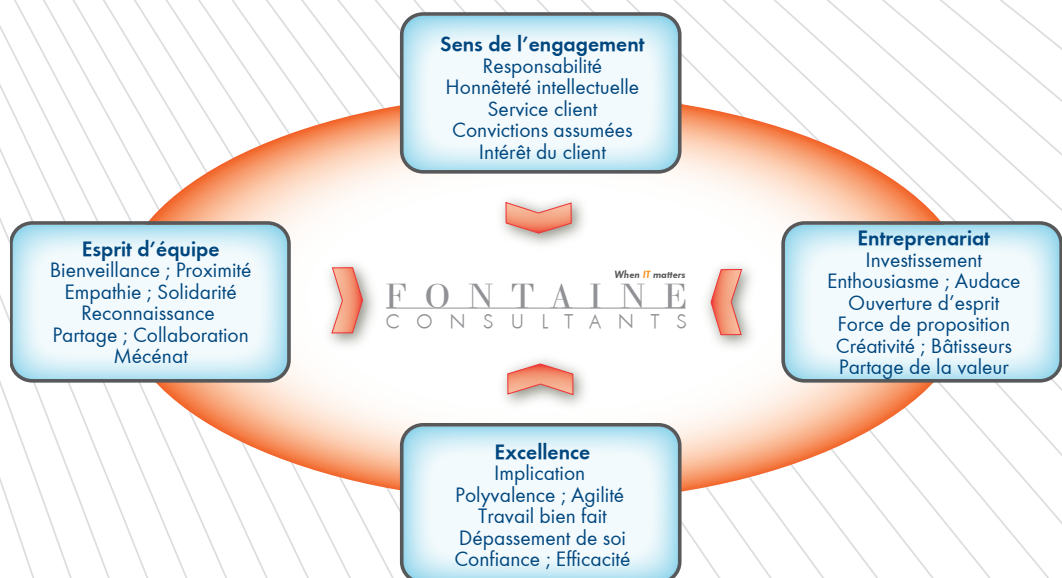 Sens de l'engagement
Responsabilité
Honnêteté intellectuelle
Service client
Convictions assumées
Intérêt du client
Esprit d'équipe
Bienveillance ; Proximité
Empathie ; Solidarité
Reconnaissance
Partage ; Collaboration
Mécénat
When IT matters
FONTAINE
CONSULTANTS
Entreprenariat
Investissement
Enthousiasme ; Audace
Ouverture d'esprit
Force de proposition
Créativité ; Bâtisseurs
Partage de la valeur
Excellence
Implication
Polyvalence ; Agilité
Travail bien fait
Dépassement de soi
Confiance ; Efficacité